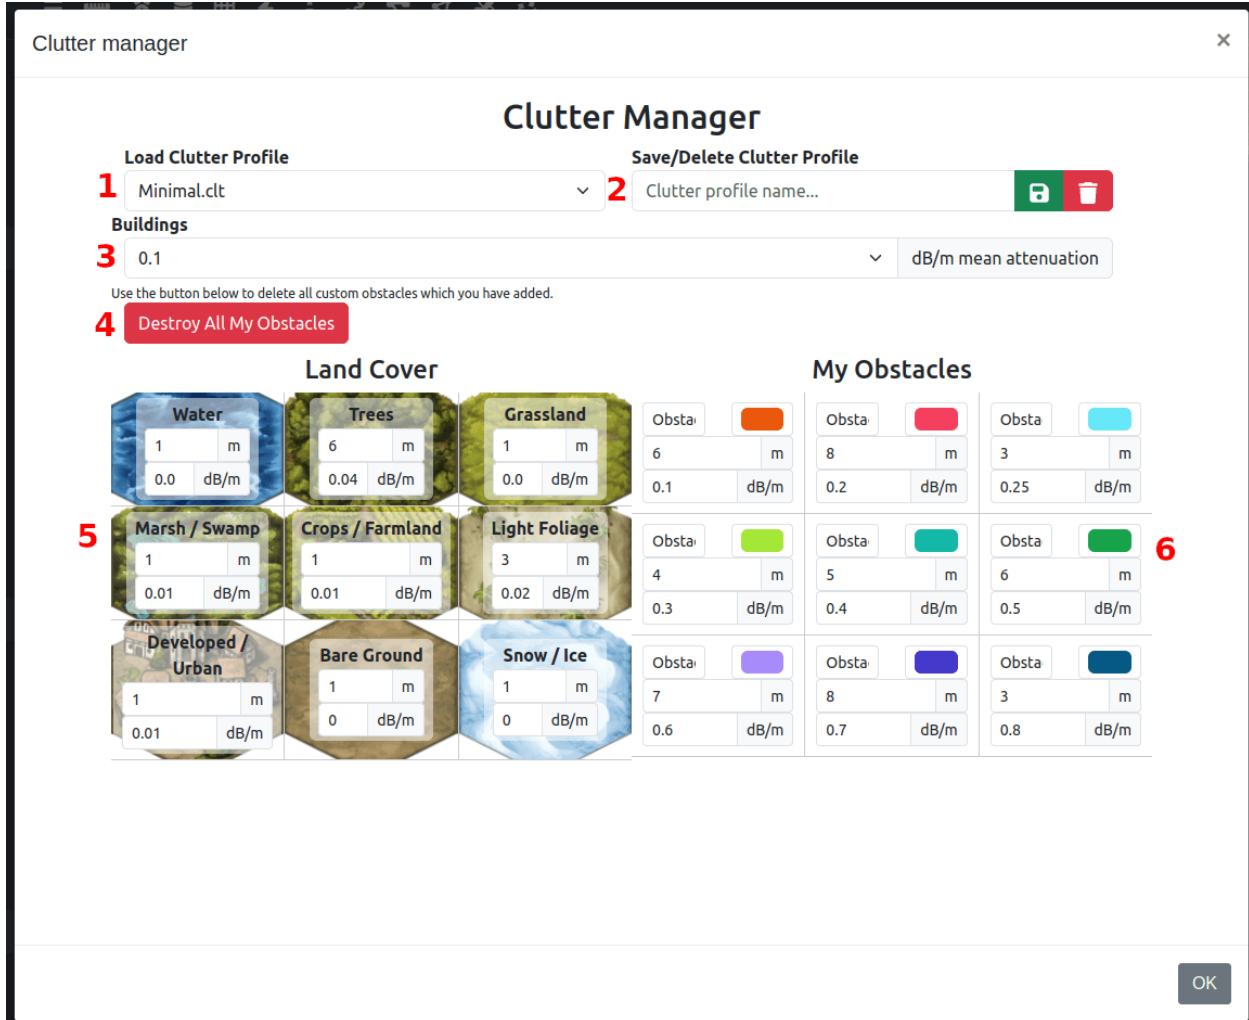 Clutter manager ×
Clutter Manager
Load Clutter Profile Save/Delete Clutter Profile
1 Minimal.clt 2 Clutter profile name...
Buildings
3 0.1 dB/m mean attenuation
Use the button below to delete all custom obstacles which you have added.
4 Destroy All My Obstacles
Land Cover My Obstacles
Water Trees Grassland Obsta Obsta Obsta
1 m 6 m 1 m 6 m 8 m 3 m
0.0 dB/m 0.04 dB/m 0.0 dB/m 0.1 dB/m 0.2 dB/m 0.25 dB/m
5 Marsh / Swamp Crops / Farmland Light Foliage Obsta Obsta Obsta 6
1 m 1 m 3 m 4 m 5 m 6 m
0.01 dB/m 0.01 dB/m 0.02 dB/m 0.3 dB/m 0.4 dB/m 0.5 dB/m
Developed /
Urban Bare Ground Snow / Ice Obsta Obsta Obsta
1 m 1 m 1 m 7 m 8 m 3 m
0.01 dB/m 0 dB/m 0 dB/m 0.6 dB/m 0.7 dB/m 0.8 dB/m
OK